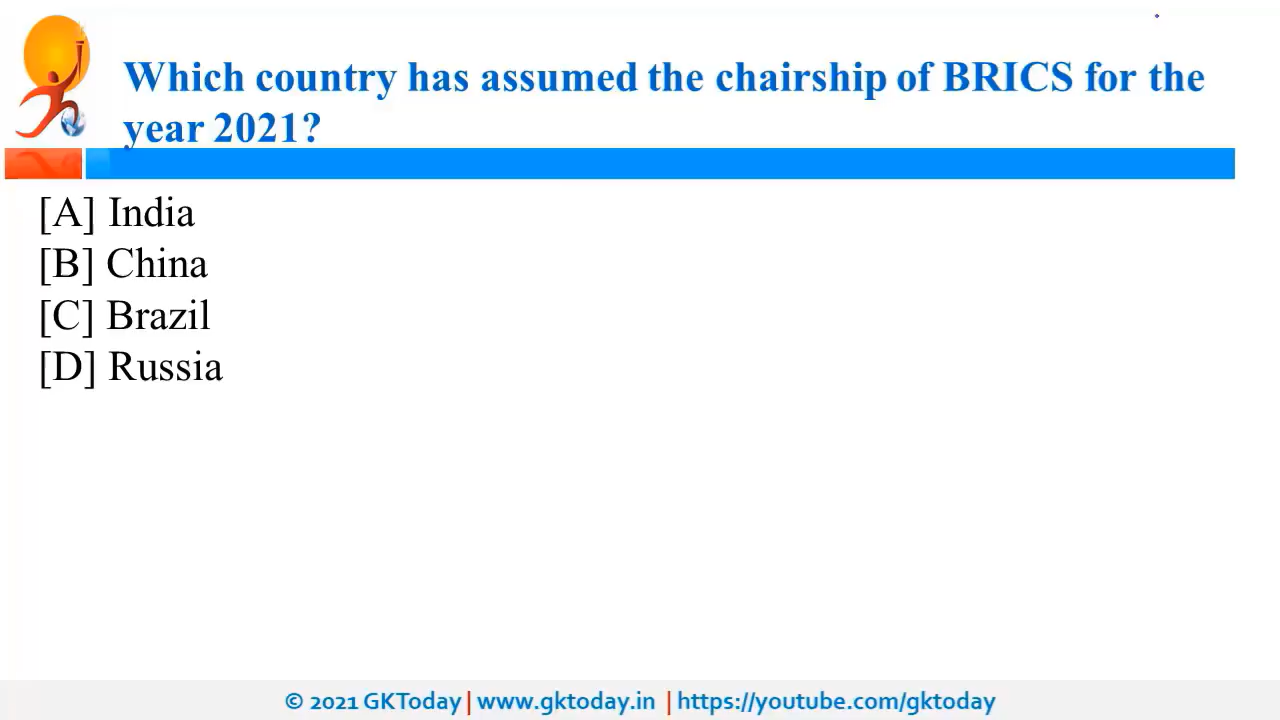 Which country has assumed the chairship of BRICS for the
year 2021?
[A] India
[B] China
[C] Brazil
[D] Russia
© 2021 GKToday | www.gktoday.in | https://youtube.com/gktoday